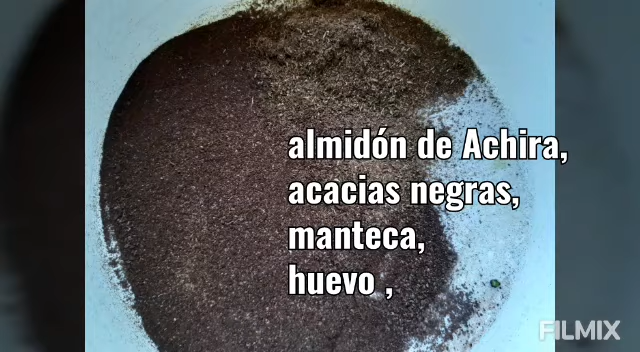 almidón de Achira,
acacias negras,
manteca,
huevo ,
FILMIX